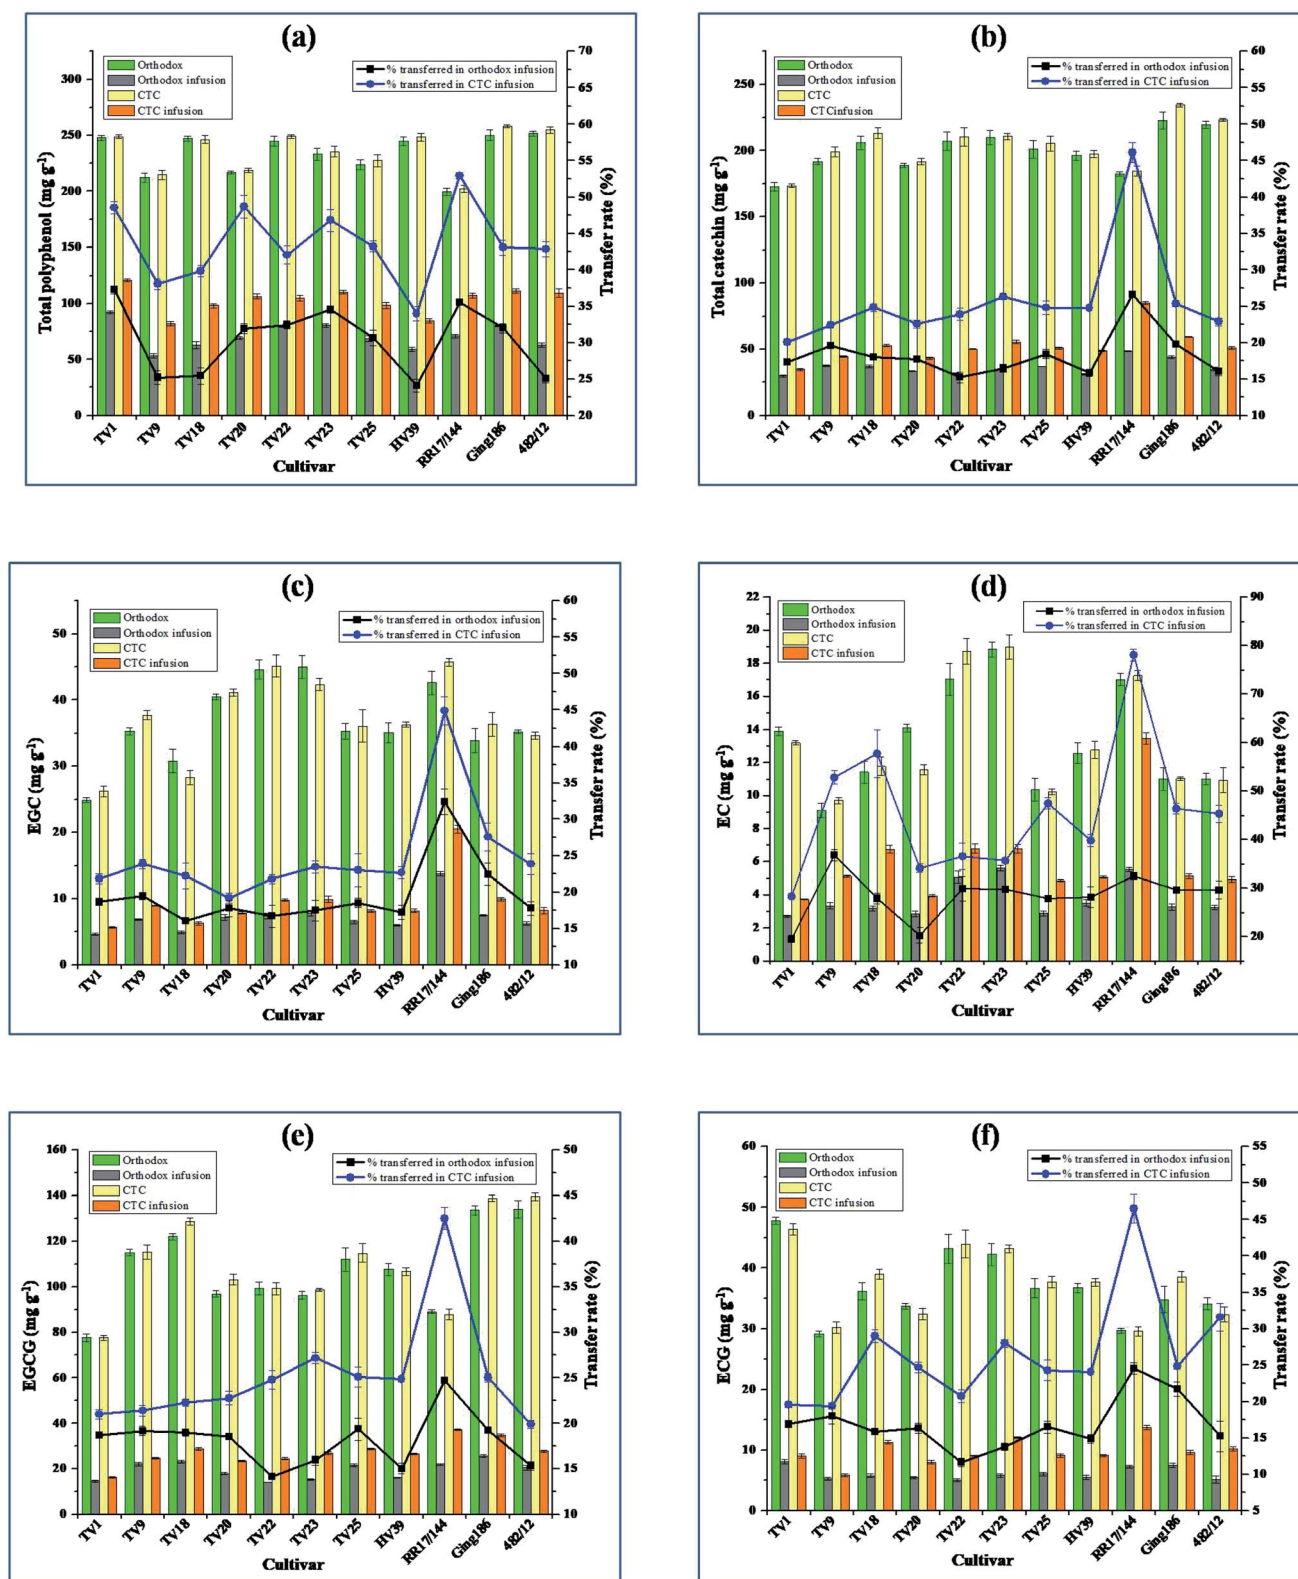 (a)
Orthodox
Orthodox infusion
CTC
CTC infusion
% transferred in orthodox infusion
% transferred in CTC infusion
Total polyphenol (mg g-1)
300
250
200
150
100
50
0
Transfer rate (%)
70
65
60
55
50
45
40
35
30
25
20
TV1 TV9 TV18 TV20 TV22 TV23 TV25 HV39 RR17/144 Ging186 482/12
Cultivar
(b)
Orthodox
Orthodox infusion
CTC
CTCinfusion
% transferred in orthodox infusion
% transferred in CTC infusion
Total catechin (mg g-1)
250
200
150
100
50
0
Transfer rate (%)
60
55
50
45
40
35
30
25
20
15
10
TV1 TV9 TV18 TV20 TV22 TV23 TV25 HV39 RR17/144 Ging186 482/12
Cultivar
(c)
Orthodox
Orthodox infusion
CTC
CTC infusion
% transferred in orthodox infusion
% transferred in CTC infusion
EGC (mg g-1)
50
40
30
20
10
0
Transfer rate (%)
60
55
50
45
40
35
30
25
20
15
10
TV1 TV9 TV18 TV20 TV22 TV23 TV25 HV39 RR17/144 Ging186 482/12
Cultivar
(d)
Orthodox
Orthodox infusion
CTC
CTC infusion
% transferred in orthodox infusion
% transferred in CTC infusion
EC (mg g-1)
22
20
18
16
14
12
10
8
6
4
2
0
Transfer rate (%)
90
80
70
60
50
40
30
20
TV1 TV9 TV18 TV20 TV22 TV23 TV25 HV39 RR17/144 Ging186 482/12
Cultivar
(e)
Orthodox
Orthodox infusion
CTC
CTC infusion
% transferred in orthodox infusion
% transferred in CTC infusion
EGCG (mg g-1)
160
140
120
100
80
60
40
20
0
Transfer rate (%)
50
45
40
35
30
25
20
15
10
TV1 TV9 TV18 TV20 TV22 TV23 TV25 HV39 RR17/144 Ging186 482/12
Cultivar
(f)
Orthodox
Orthodox infusion
CTC
CTC infusion
% transferred in orthodox infusion
% transferred in CTC infusion
ECG (mg g-1)
60
50
40
30
20
10
0
Transfer rate (%)
55
50
45
40
35
30
25
20
15
10
5
TV1 TV9 TV18 TV20 TV22 TV23 TV25 HV39 RR17/144 Ging186 482/12
Cultivar